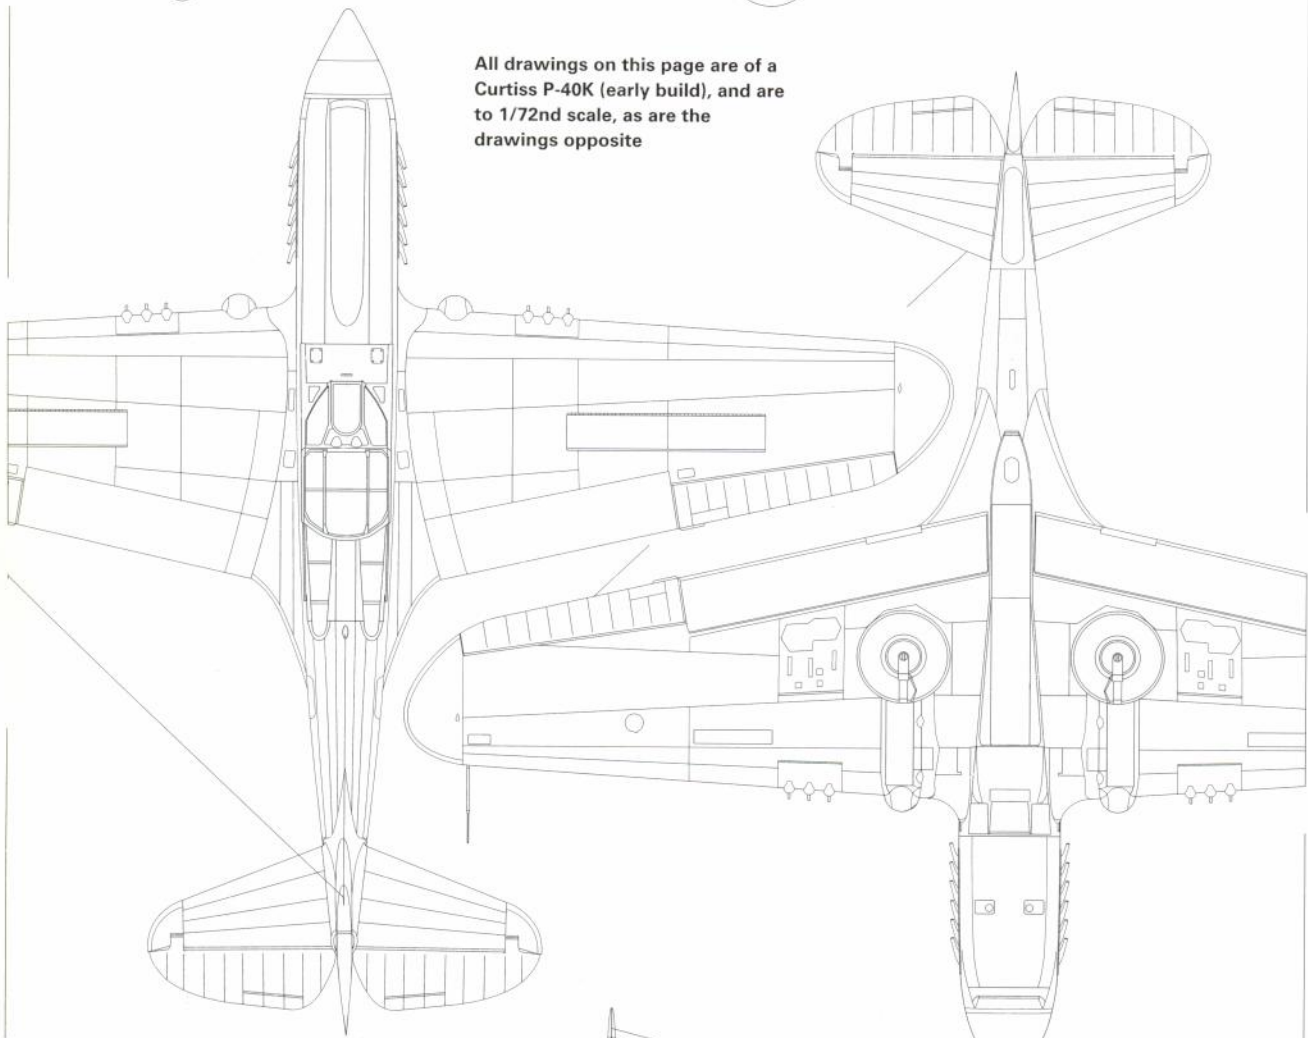 All drawings on this page are of a
Curtiss P-40K (early build), and are
to 1/72nd scale, as are the
drawings opposite